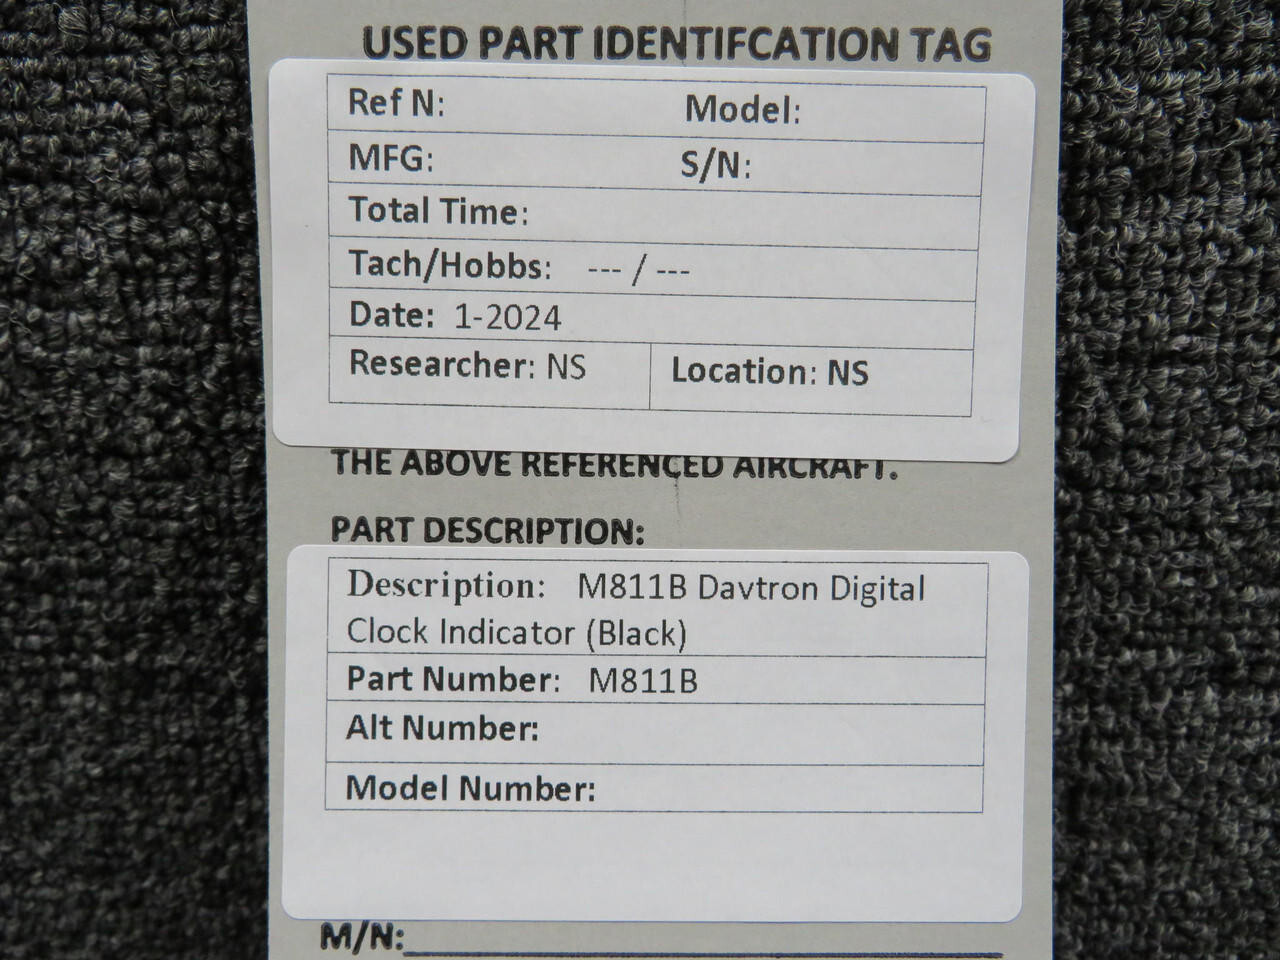 USED PART IDENTIFCATION TAG
Ref N: Model:
MFG: S/N:
Total Time:
Tach/Hobbs: --- / ---
Date: 1-2024
Researcher: NS Location: NS
THE ABOVE REFERENCED AIRCRAFT.
PART DESCRIPTION:
Description: M811B Davtron Digital
Clock Indicator (Black)
Part Number: M811B
Alt Number:
Model Number:
M/N: